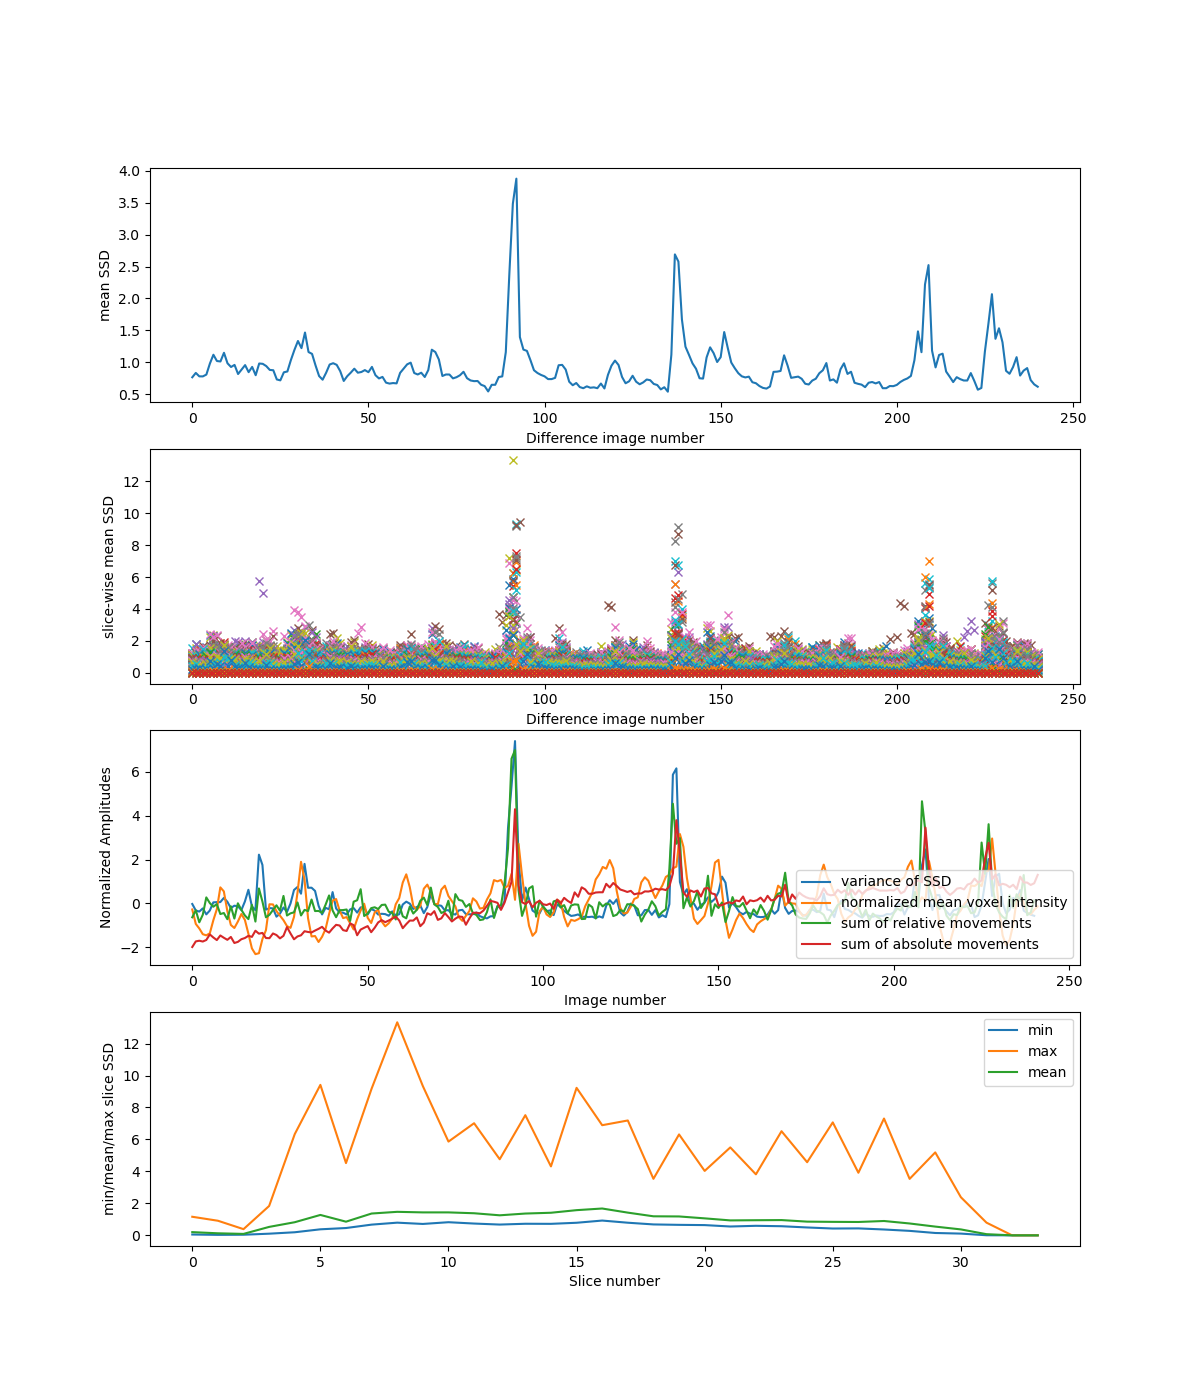 4.0
3.5
3.0
2.5
2.0
1.5
1.0
0.5
mean SSD
0 50 100 150 200 250
Difference image number
12
10
8
6
4
2
0
slice-wise mean SSD
0 50 100 150 200 250
Difference image number
6
4
2
0
−2
Normalized Amplitudes
variance of SSD
normalized mean voxel intensity
sum of relative movements
sum of absolute movements
0 50 100 150 200 250
Image number
12
10
8
6
4
2
0
min/mean/max slice SSD
min
max
mean
0 5 10 15 20 25 30
Slice number